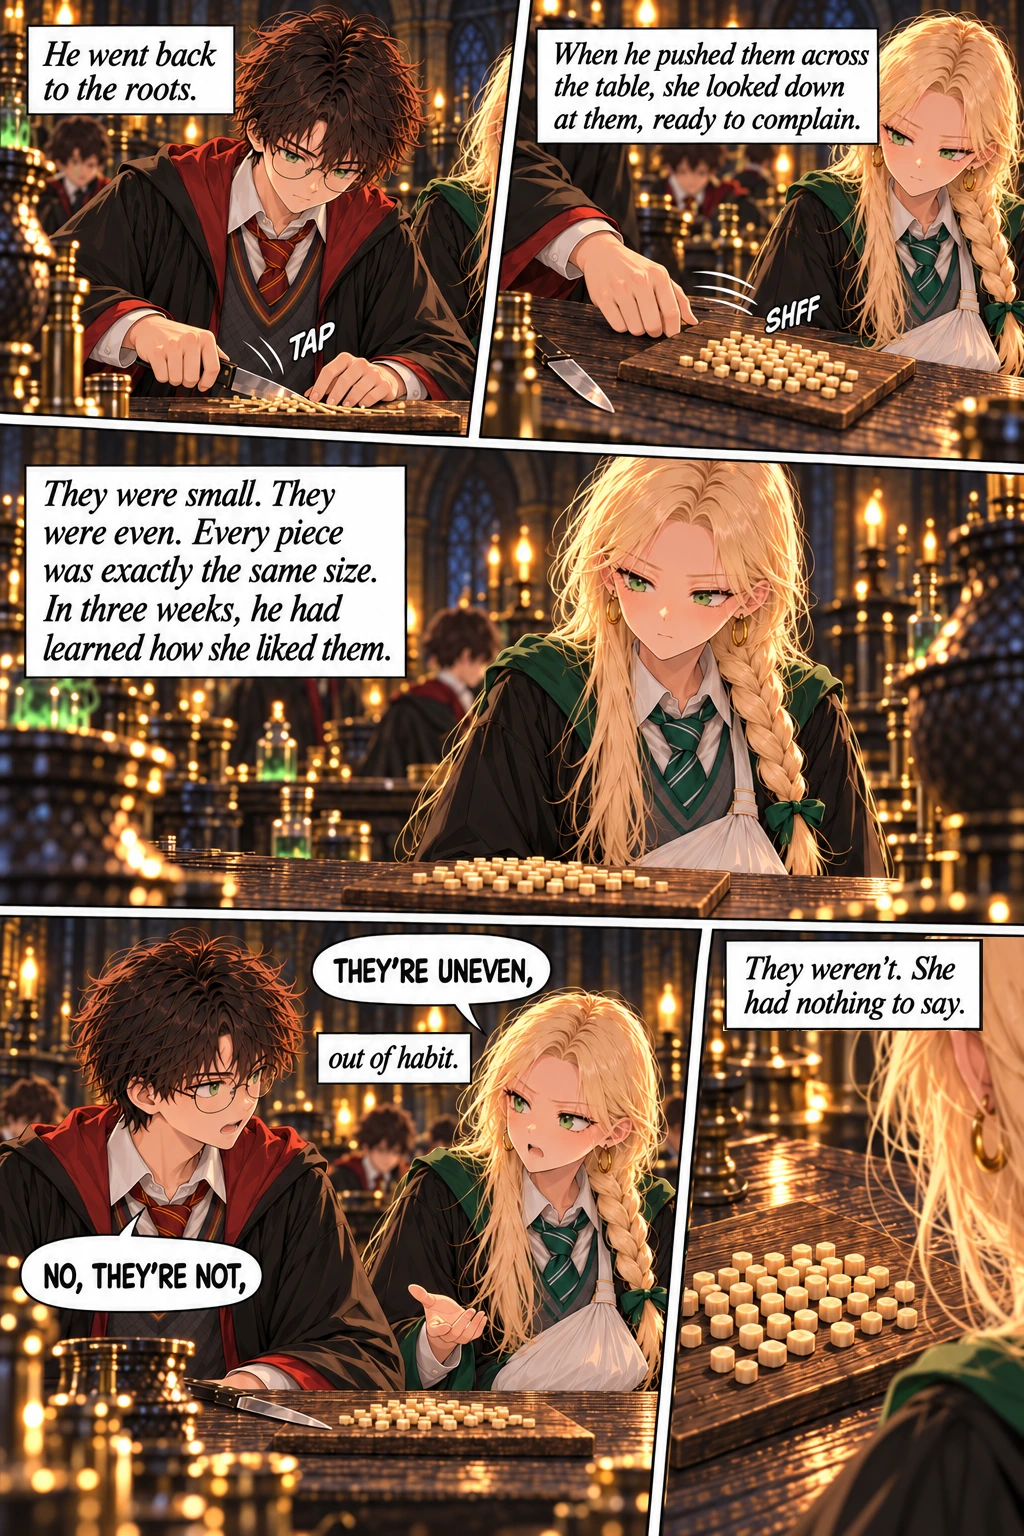 He went back
to the roots.
TAP
When he pushed them across
the table, she looked down
at them, ready to complain.
SHFF
They were small. They
were even. Every piece
was exactly the same size.
In three weeks, he had
learned how she liked them.
THEY'RE UNEVEN,
out of habit.
NO, THEY'RE NOT,
They weren't. She
had nothing to say.